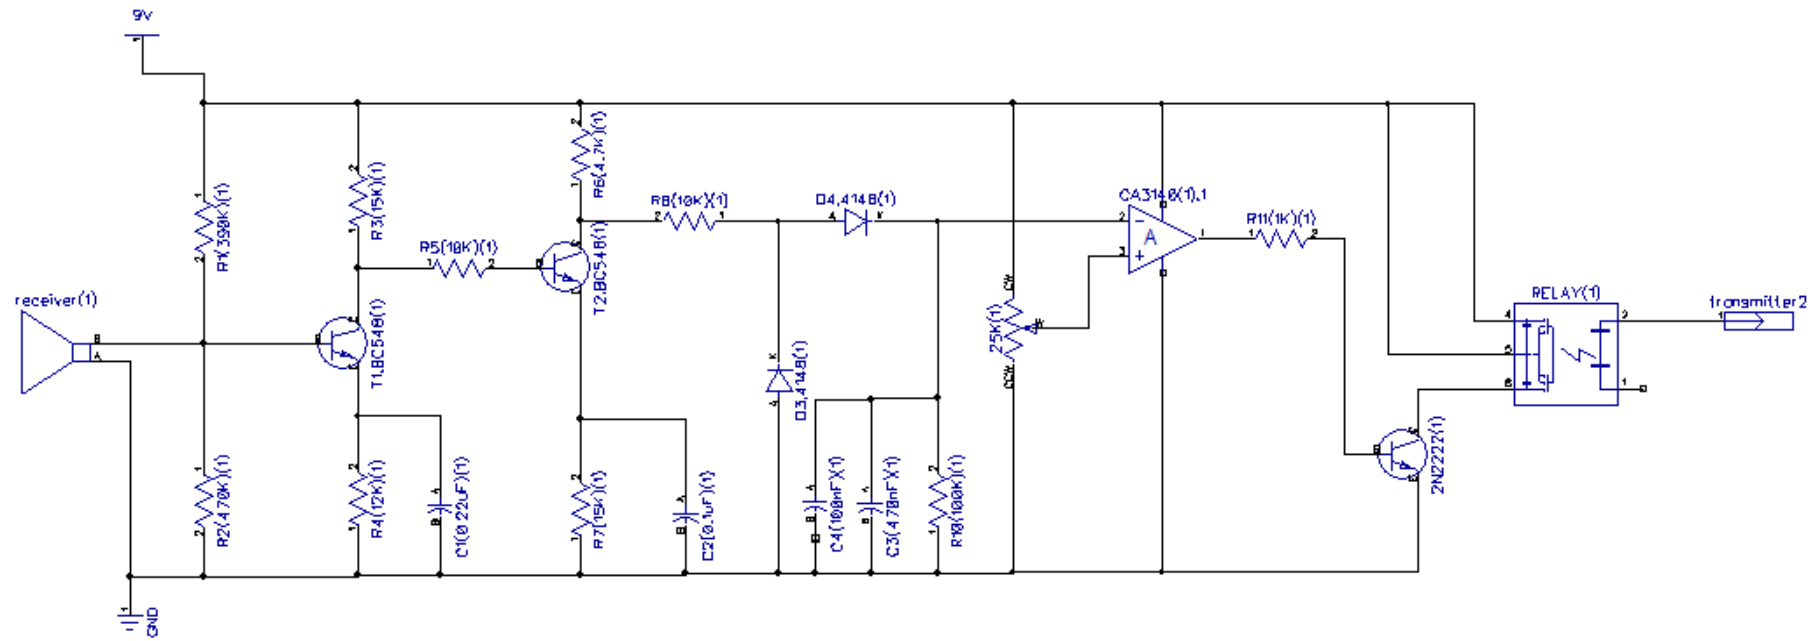 9V
R1(390K)(1)
R3(15K)(1)
R6(4.7K)(1)
R5(10K)(1)
T2.BC548(1)
R8(10K)(1)
D4.4148(1)
CA3140(1).1
A
R11(1K)(1)
RELAY(1)
transmitter2
receiver(1)
T1.BC548(1)
25K(1)
CW
CCW
D3.4148(1)
2N2222(1)
R2(470K)(1)
R4(12K)(1)
C1(0.22uF)(1)
R7(15K)(1)
C2(0.1uF)(1)
C4(100nF)(1)
C3(470nF)(1)
R10(100K)(1)
GND